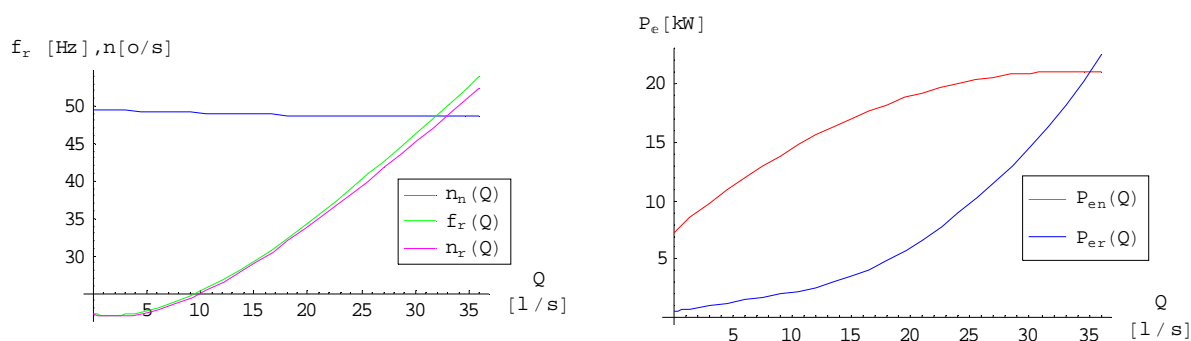 f_r [Hz],n[o/s]
50
45
40
35
30
5 10 15 20 25 30 35
Q
[l/s]
n_n(Q)
f_r(Q)
n_r(Q)
P_e[kW]
20
15
10
5
5 10 15 20 25 30 35
Q
[l/s]
P_en(Q)
P_er(Q)